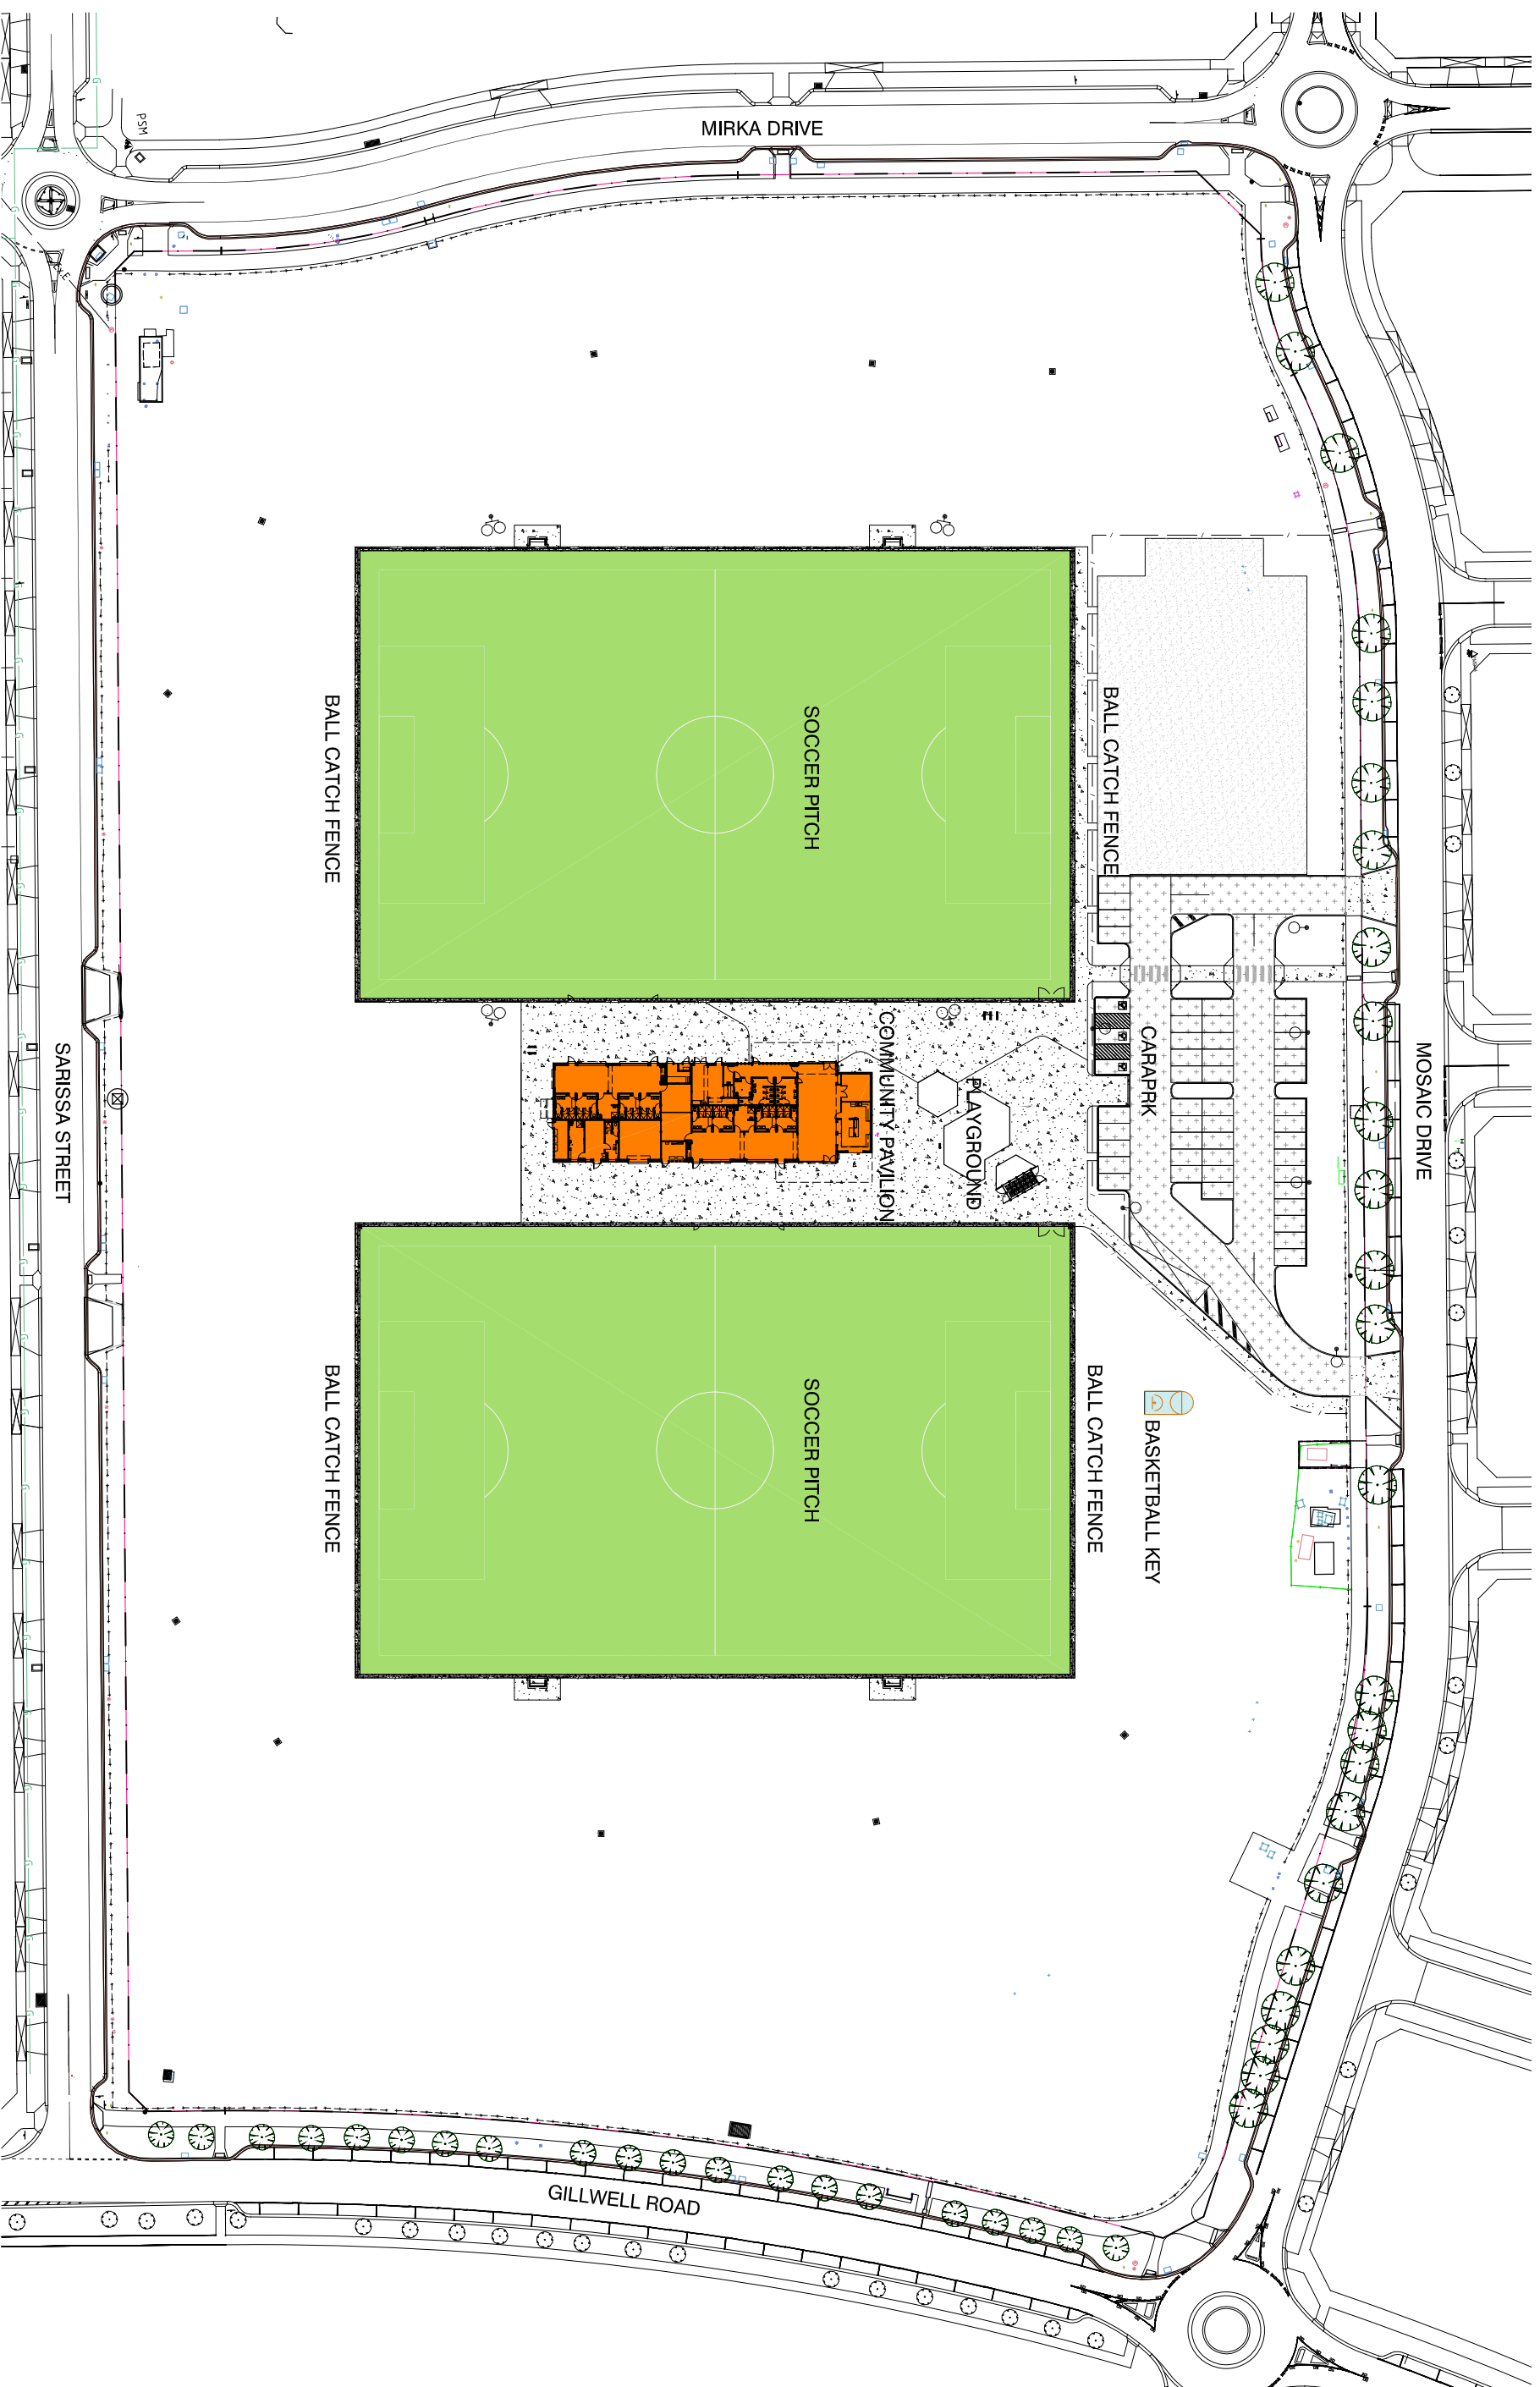 MIRKA DRIVE
PSM
BALL CATCH FENCE
SOCCER PITCH
BALL CATCH FENCE
CARAPRK
COMMUNITY PAVILION
PLAYGROUND
MOSAIC DRIVE
SARISSA STREET
BALL CATCH FENCE
SOCCER PITCH
BALL CATCH FENCE
BASKETBALL KEY
GILLWELL ROAD